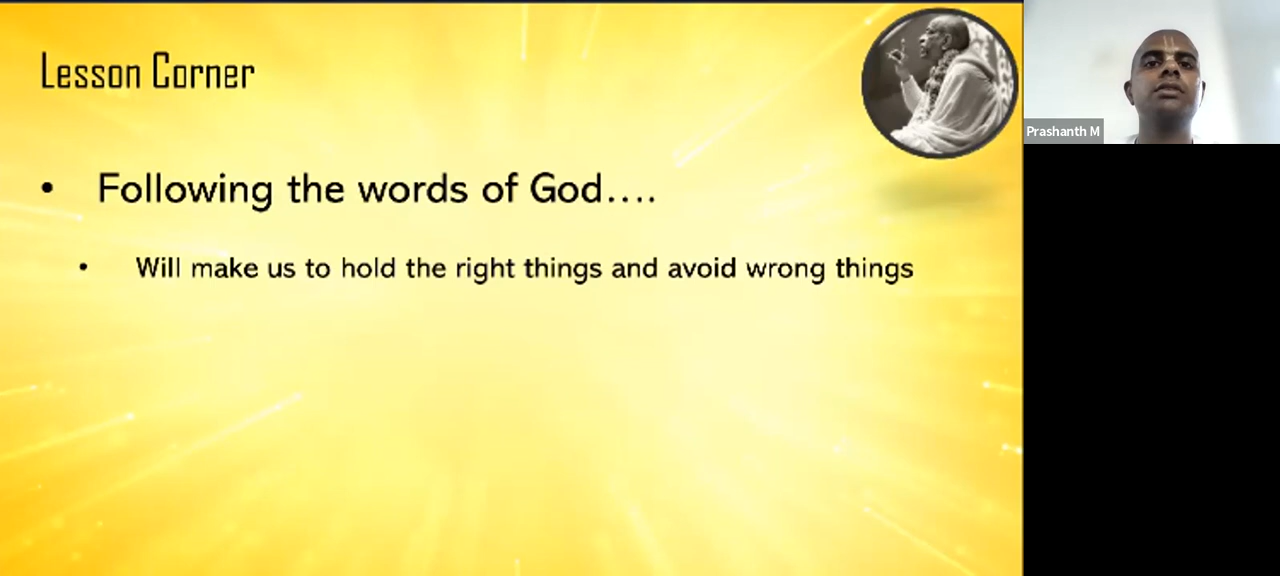 Lesson Corner
• Following the words of God....
• Will make us to hold the right things and avoid wrong things
Prashanth M